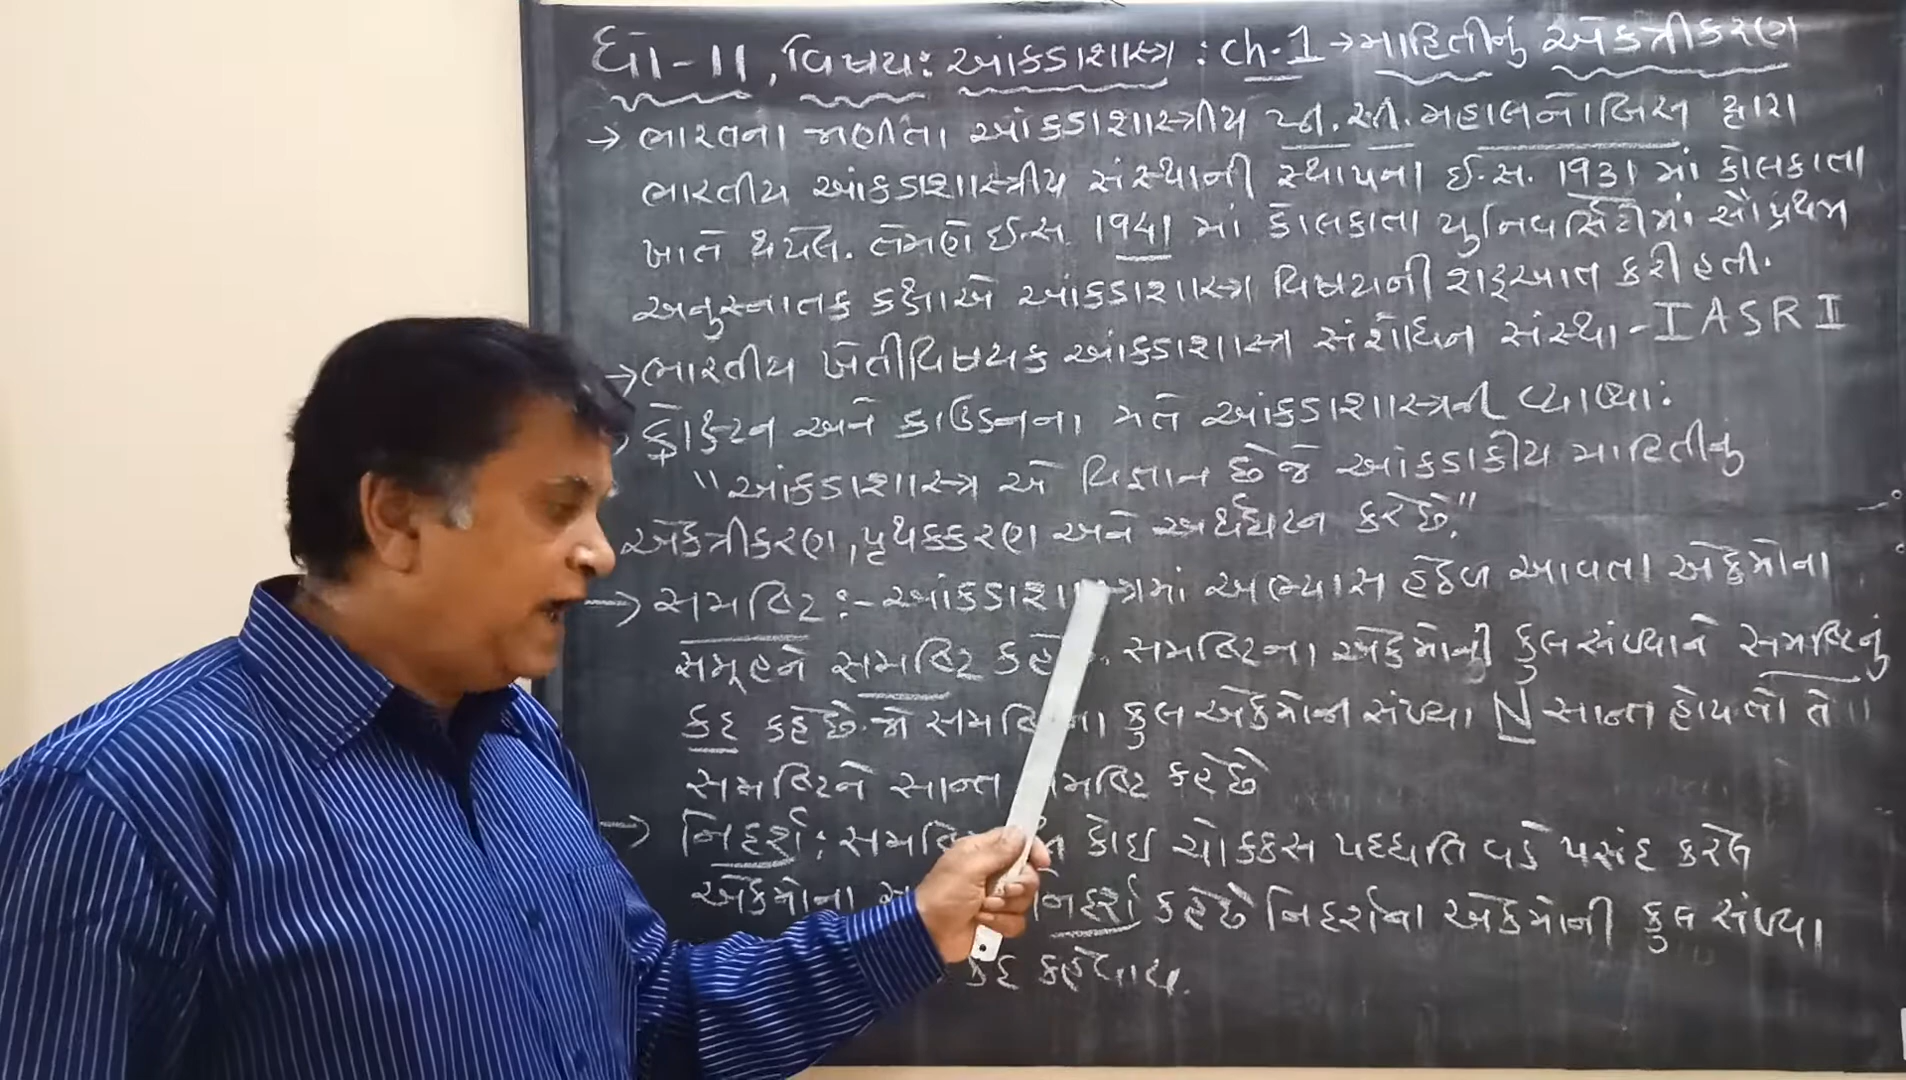 ધો-11, વિષય: આંકડાશાસ્ત્ર : ch-1 → માહિતીનું એકત્રીકરણ
→ ભારતના જાણીતા આંકડાશાસ્ત્રીય પી. સી. મહાલનોબિસ દ્વારા
ભારતીય આંકડાશાસ્ત્રીય સંસ્થાની સ્થાપના ઈ.સ. 1931 માં કોલકાતા
ખાતે થયેલ. તેમણે ઈ.સ. 1941 માં કોલકાતા યુનિવર્સિટીમાં સૌપ્રથમ
અનુસ્નાતક કક્ષાએ આંકડાશાસ્ત્ર વિષયની શરૂઆત કરી હતી.
→ ભારતીય ખેતીવિષયક આંકડાશાસ્ત્ર સંશોધન સંસ્થા - IASRI
ક્રોક્ષ્ટન અને કાઉડનના મતે આંકડાશાસ્ત્રની વ્યાખ્યા:
"આંકડાશાસ્ત્ર એ વિજ્ઞાન છે જે આંકડાકીય માહિતીનું
એકત્રીકરણ, પૃથક્કરણ અને અર્થઘટન કરે છે."
→ સમષ્ટિ :- આંકડાશાસ્ત્રમાં અભ્યાસ હેઠળ આવતા એકમોના
સમૂહને સમષ્ટિ કહે સમષ્ટિના એકમોની કુલ સંખ્યાને સમષ્ટિનું
કદ કહે છે. જો સમષ્ટિના કુલ એકમોની સંખ્યા N સાન્ત હોય તો તે
સમષ્ટિને સાન્ત સમષ્ટિ કહે છે
→ નિદર્શ : કોઇ ચોક્કસ પધ્ધતિ વડે પસંદ કરેલ
એકમોના નિદર્શ કહે છે નિદર્શના એકમોની કુલ સંખ્યા
કદ કહેવાય.